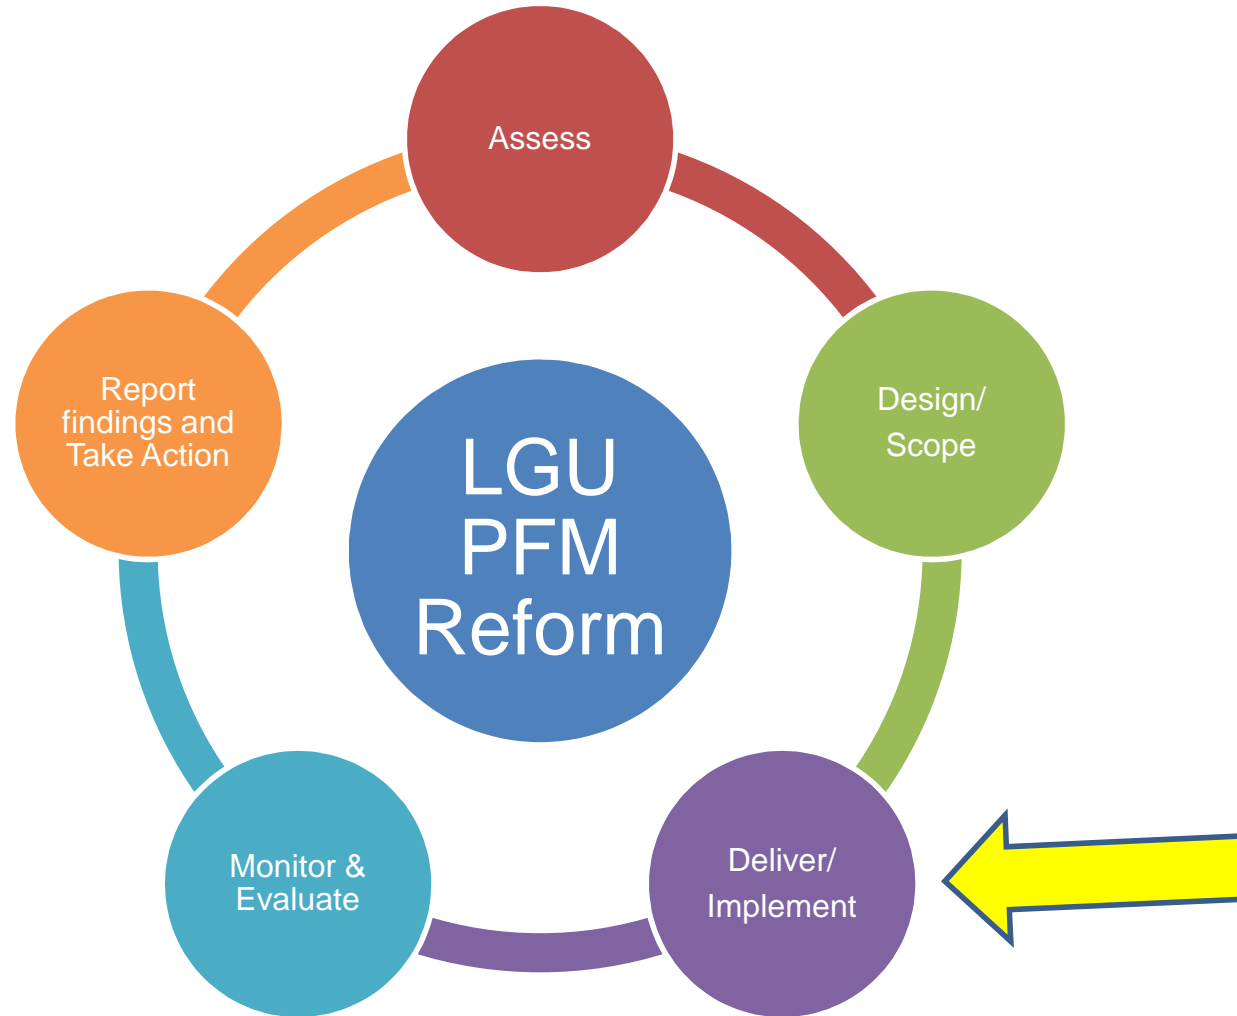 Assess
Design/
Scope
Deliver/
Implement
Monitor &
Evaluate
Report
findings and
Take Action
LGU
PFM
Reform